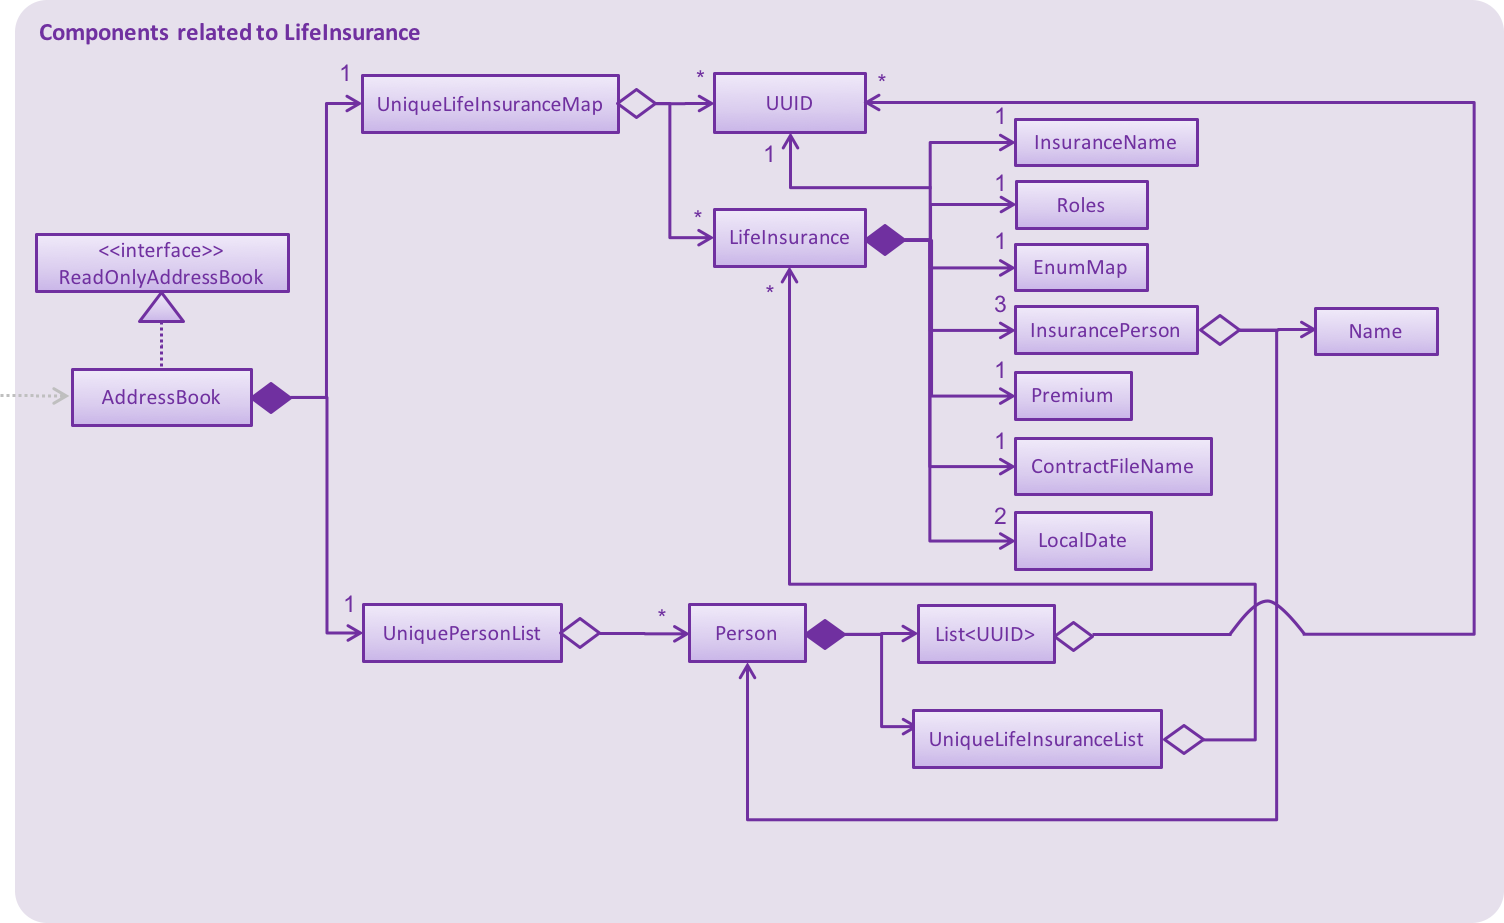 Components related to LifeInsurance
1
UniqueLifeInsuranceMap
*
UUID
*
1
1
InsuranceName
1
Roles
*
LifeInsurance
1
EnumMap
<<interface>>
ReadOnlyAddressBook
*
3
InsurancePerson
Name
1
Premium
AddressBook
1
ContractFileName
2
LocalDate
1
UniquePersonList
*
Person
List<UUID>
UniqueLifeInsuranceList